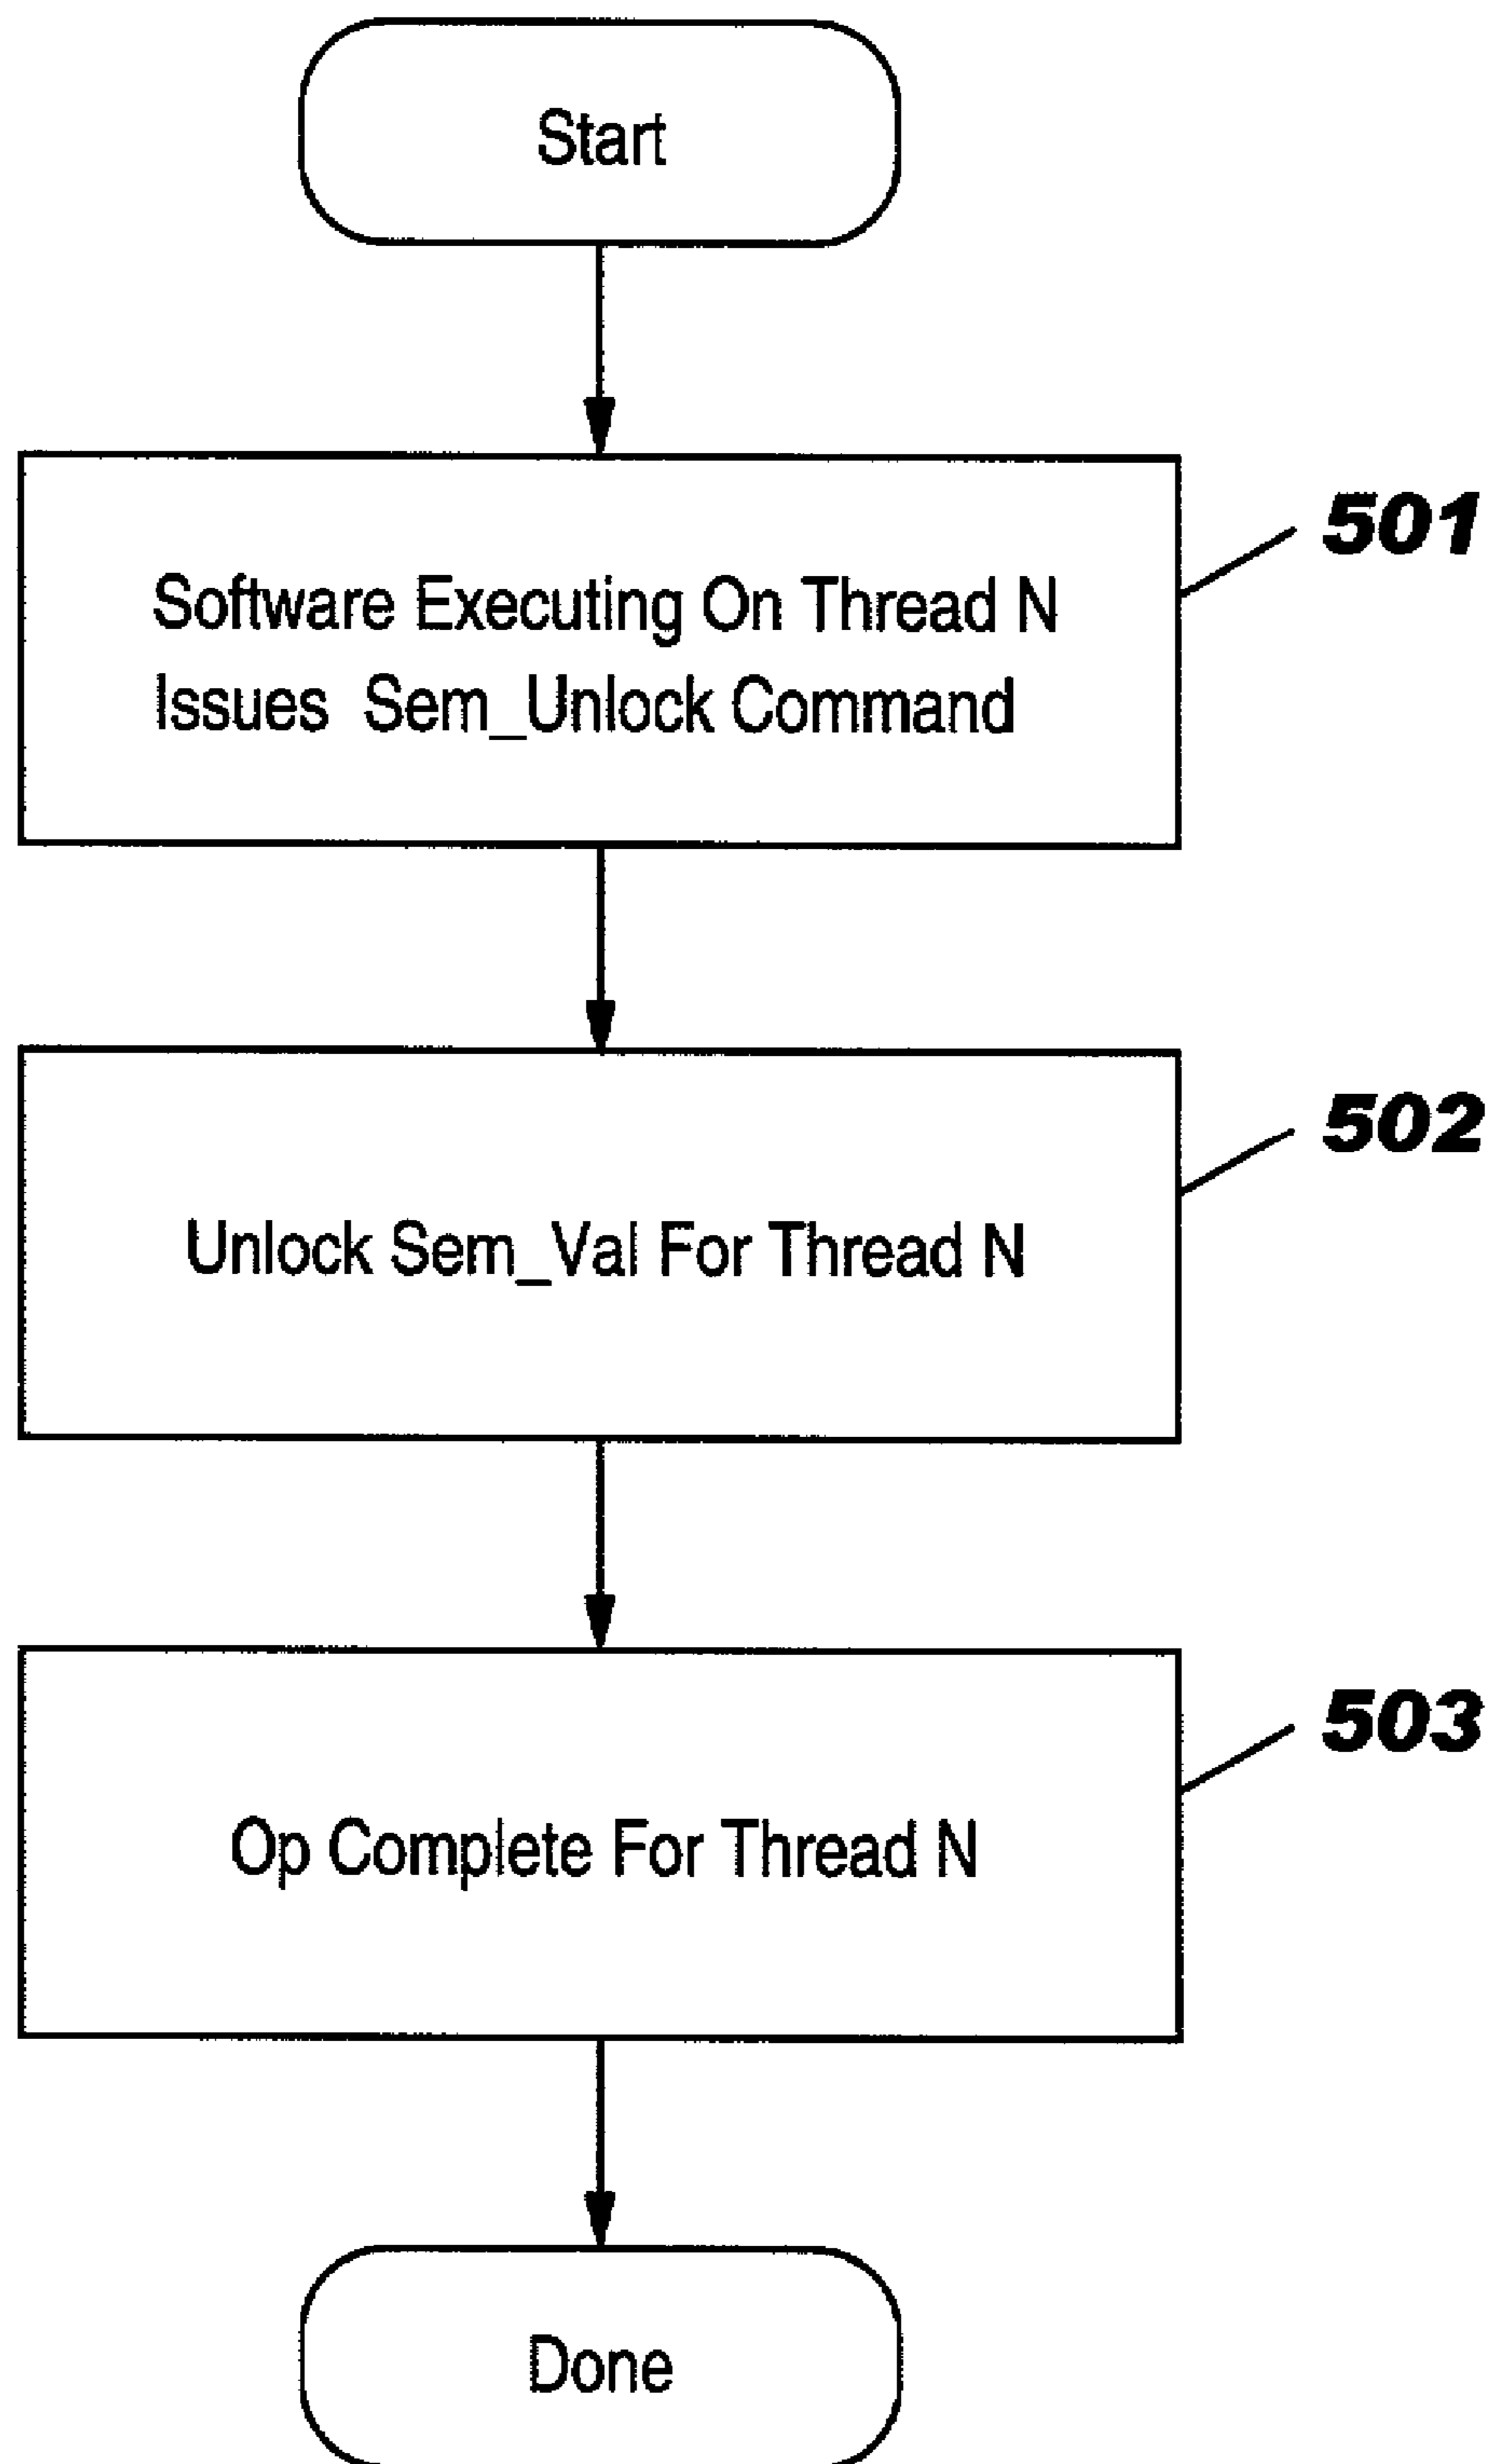 Start
Software Executing On Thread N
Issues Sem_Unlock Command
501
Unlock Sem_Val For Thread N
502
Op Complete For Thread N
503
Done